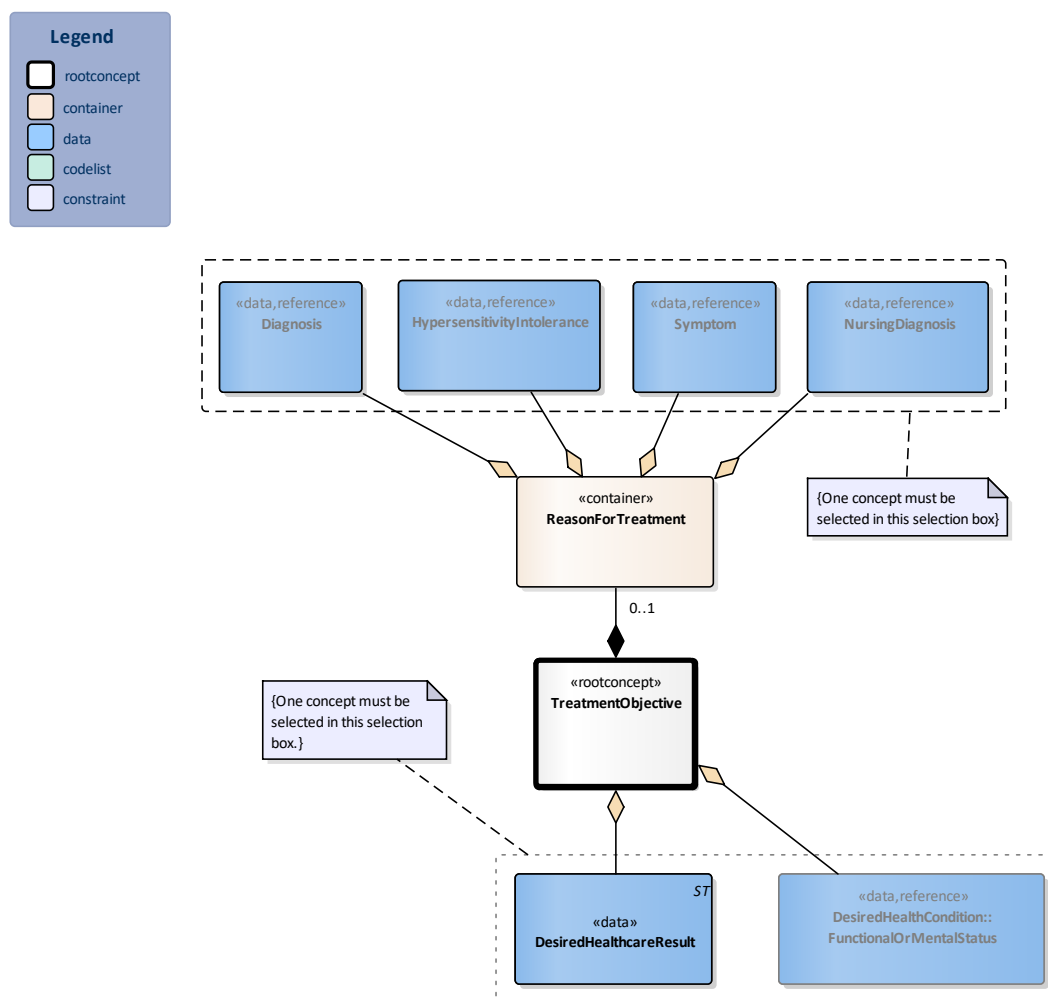 Legend
rootconcept
container
data
codelist
constraint
«data,reference»
Diagnosis
«data,reference»
HypersensitivityIntolerance
«data,reference»
Symptom
«data,reference»
NursingDiagnosis
«container»
ReasonForTreatment
{One concept must be
selected in this selection box}
0..1
«rootconcept»
TreatmentObjective
{One concept must be
selected in this selection
box.}
ST
«data»
DesiredHealthcareResult
«data,reference»
DesiredHealthCondition::
FunctionalOrMentalStatus